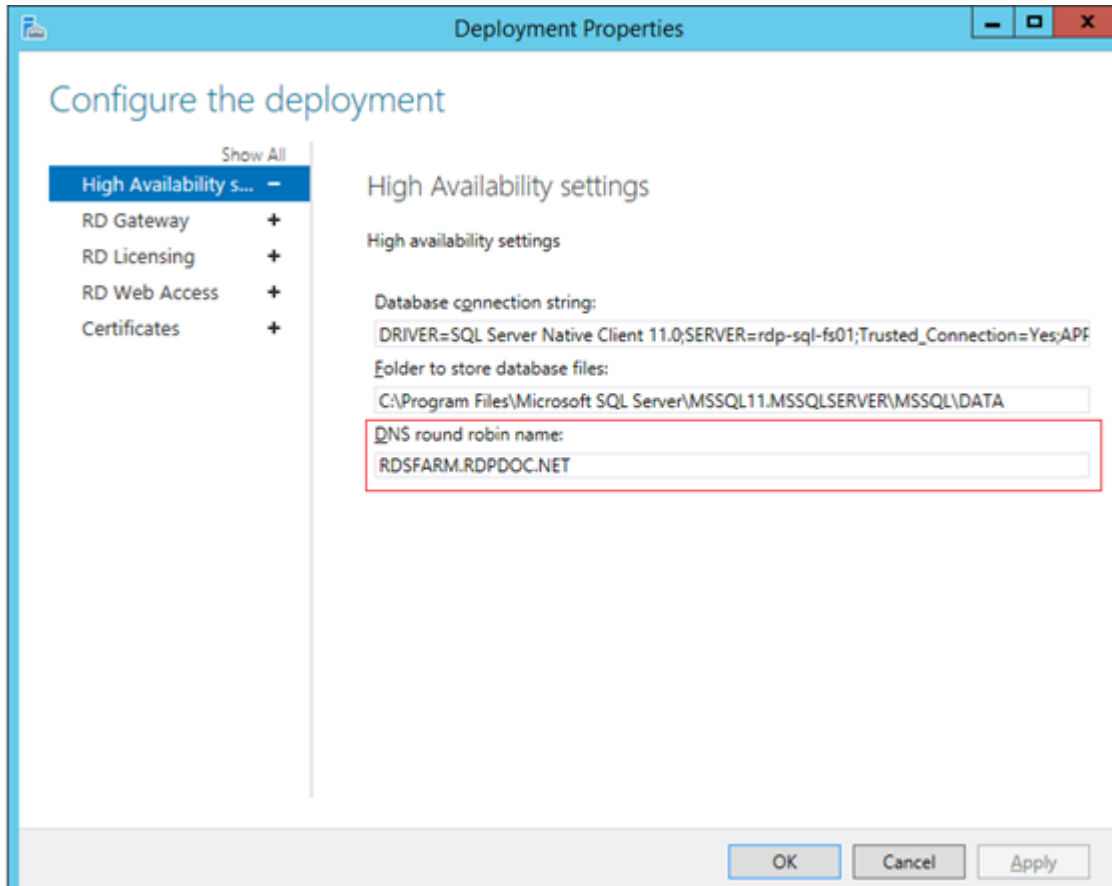 Deployment Properties
Configure the deployment
Show All
High Availability s... –
RD Gateway +
RD Licensing +
RD Web Access +
Certificates +
High Availability settings
High availability settings
Database connection string:
DRIVER=SQL Server Native Client 11.0;SERVER=rdp-sql-fs01;Trusted_Connection=Yes;APP
Folder to store database files:
C:\Program Files\Microsoft SQL Server\MSSQL11.MSSQLSERVER\MSSQL\DATA
DNS round robin name:
RDSFARM.RDPDOC.NET
OK
Cancel
Apply